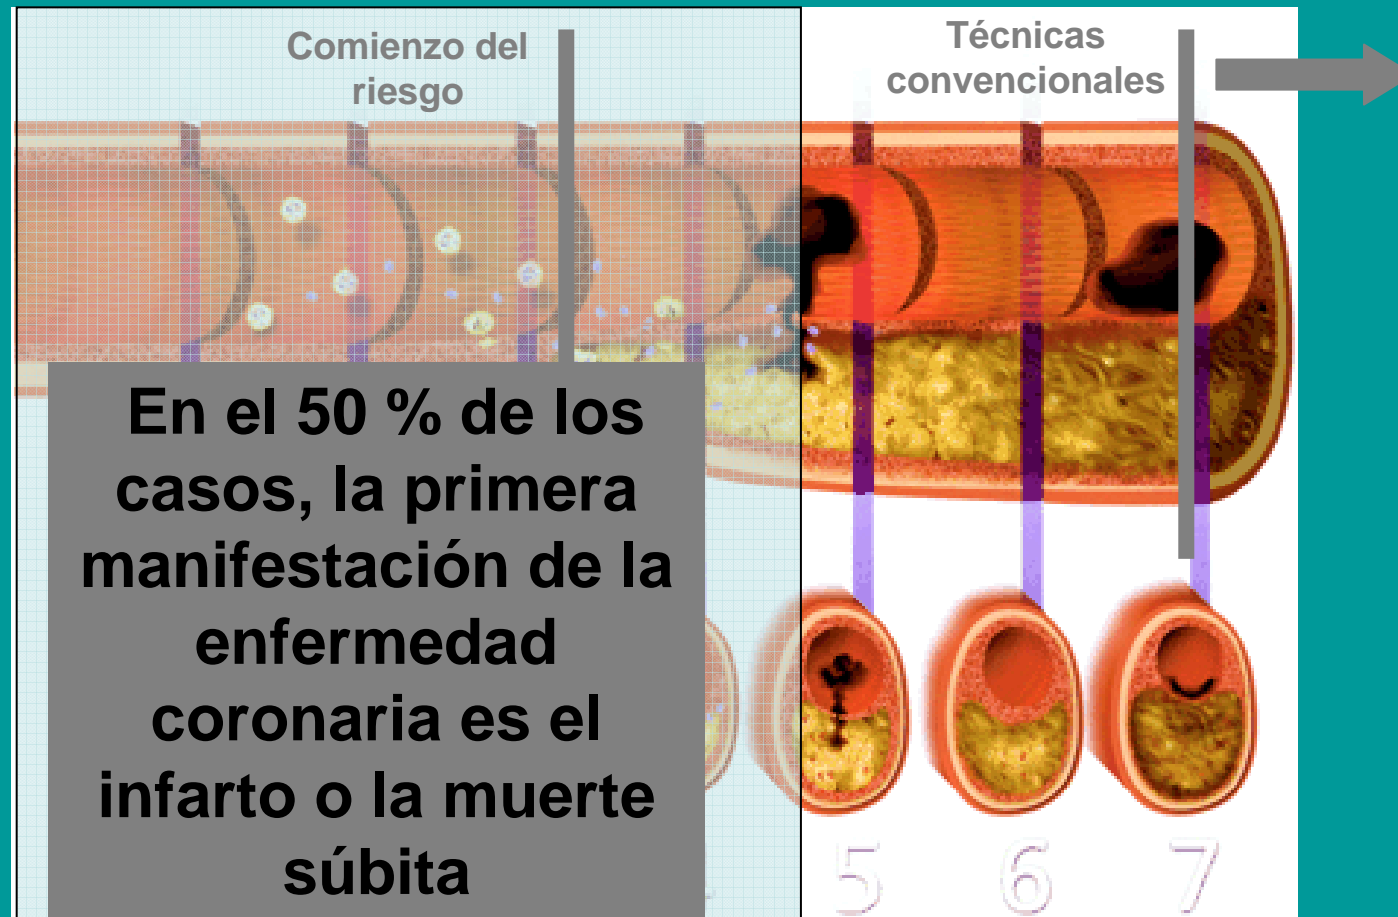 Comienzo del
riesgo
Técnicas
convencionales
En el 50 % de los
casos, la primera
manifestación de la
enfermedad
coronaria es el
infarto o la muerte
súbita
5 6 7